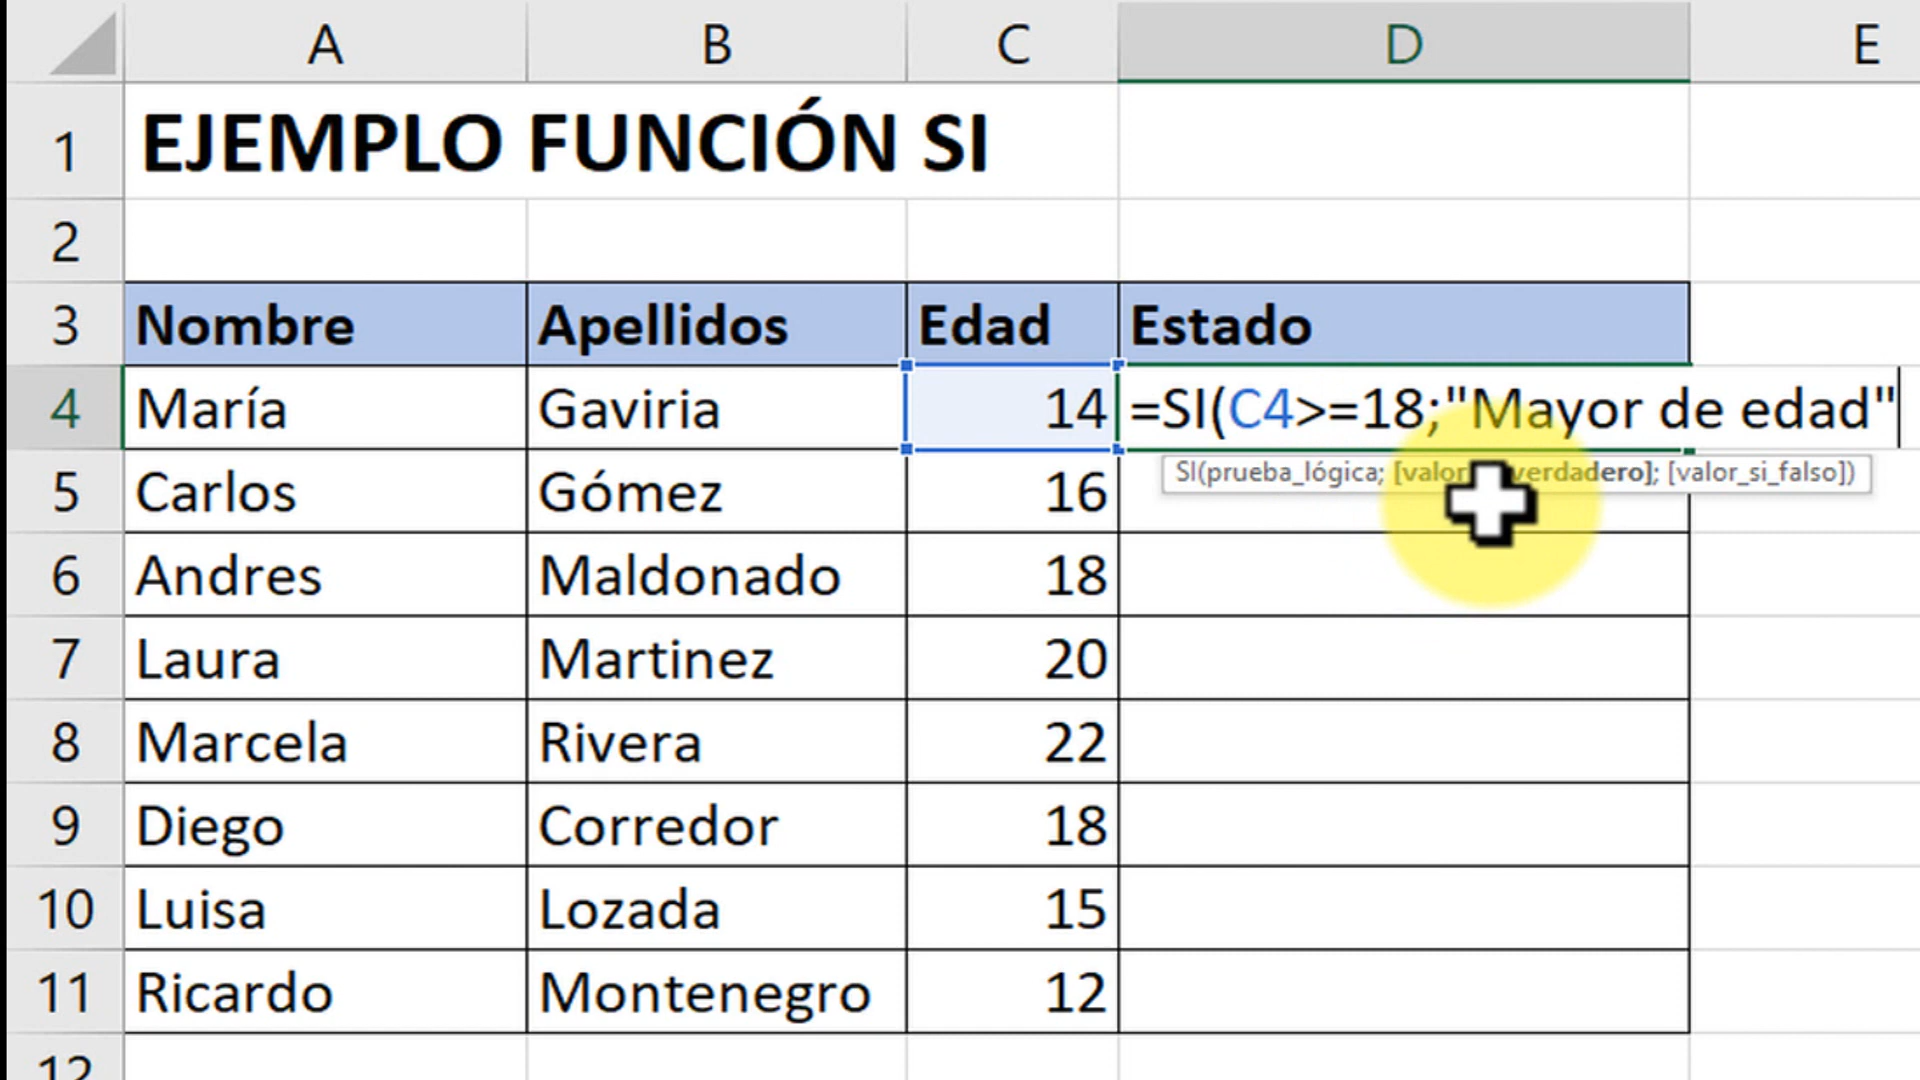 A B C D E
1 EJEMPLO FUNCIÓN SI
2
3 Nombre Apellidos Edad Estado
4 María Gaviria 14 =SI(C4>=18;"Mayor de edad"
SI(prueba_lógica; [valor verdadero]; [valor_si_falso])
5 Carlos Gómez 16
6 Andres Maldonado 18
7 Laura Martinez 20
8 Marcela Rivera 22
9 Diego Corredor 18
10 Luisa Lozada 15
11 Ricardo Montenegro 12
12